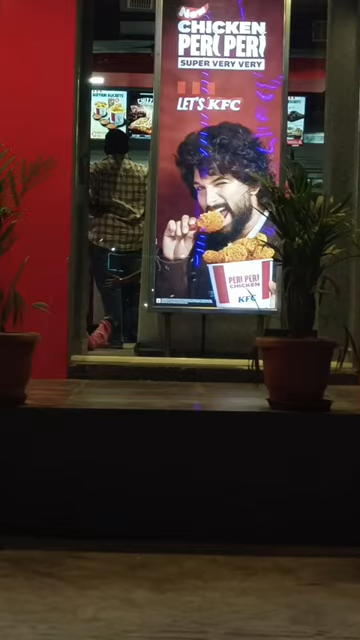 New
CHICKEN
PERi PERi
SUPER VERY VERY
LET'S KFC
PERi PERi
CHICKEN
KFC